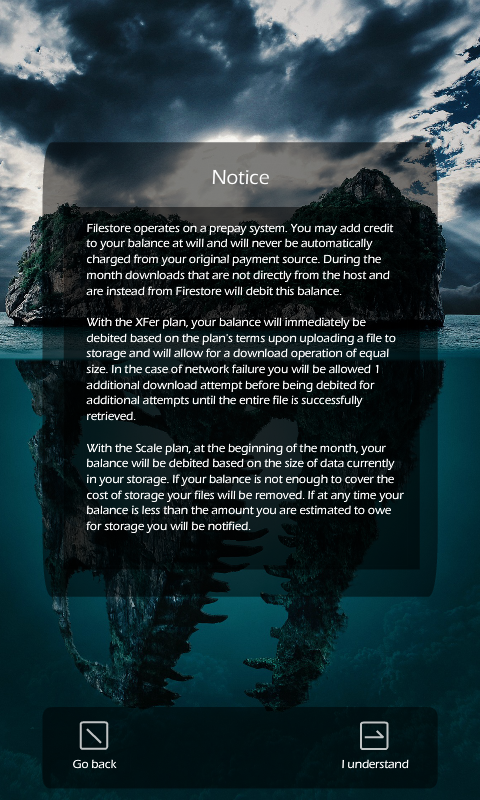 Notice
Filestore operates on a prepay system. You may add credit
to your balance at will and will never be automatically
charged from your original payment source. During the
month downloads that are not directly from the host and
are instead from Firestore will debit this balance.
With the XFer plan, your balance will immediately be
debited based on the plan's terms upon uploading a file to
storage and will allow for a download operation of equal
size. In the case of network failure you will be allowed 1
additional download attempt before being debited for
additional attempts until the entire file is successfully
retrieved.
With the Scale plan, at the beginning of the month, your
balance will be debited based on the size of data currently
in your storage. If your balance is not enough to cover the
cost of storage your files will be removed. If at any time your
balance is less than the amount you are estimated to owe
for storage you will be notified.
Go back
I understand